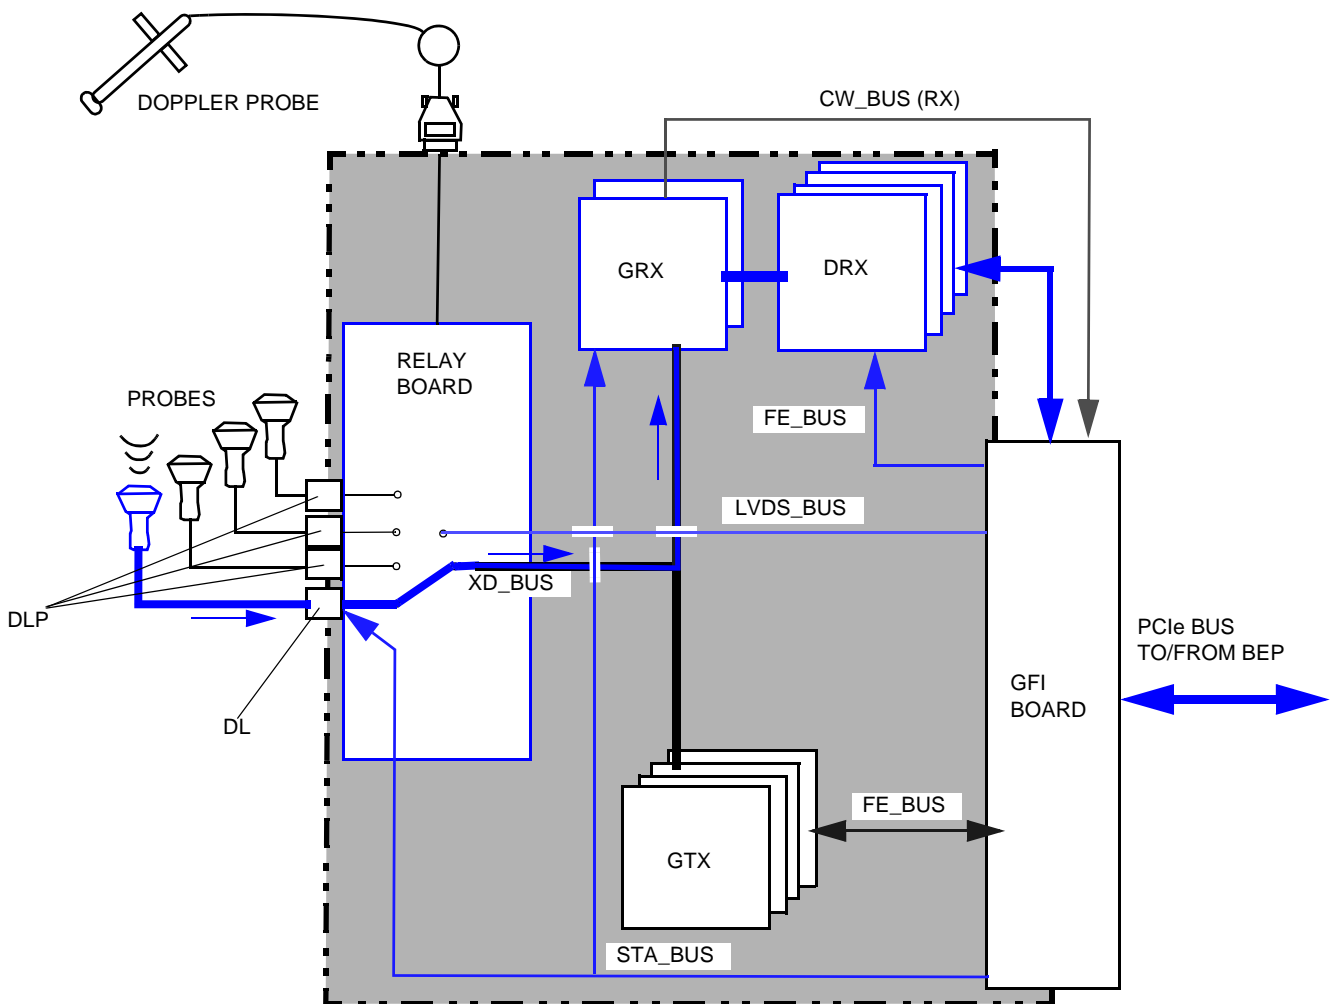 DOPPLER PROBE
CW_BUS (RX)
GRX
DRX
RELAY
BOARD
PROBES
FE_BUS
LVDS_BUS
XD_BUS
DLP
DL
PCIe BUS
TO/FROM BEP
GFI
BOARD
FE_BUS
GTX
STA_BUS